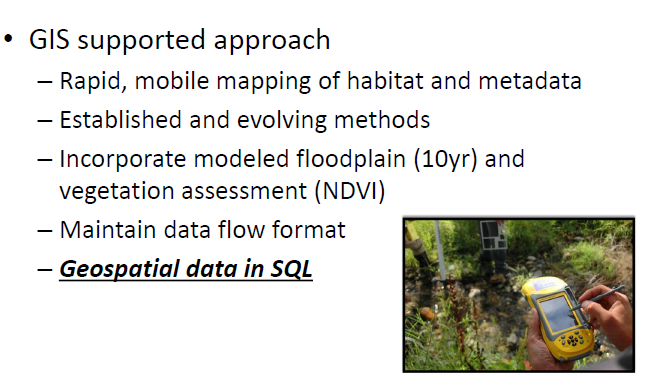 • GIS supported approach
– Rapid, mobile mapping of habitat and metadata
– Established and evolving methods
– Incorporate modeled floodplain (10yr) and
vegetation assessment (NDVI)
– Maintain data flow format
– Geospatial data in SQL